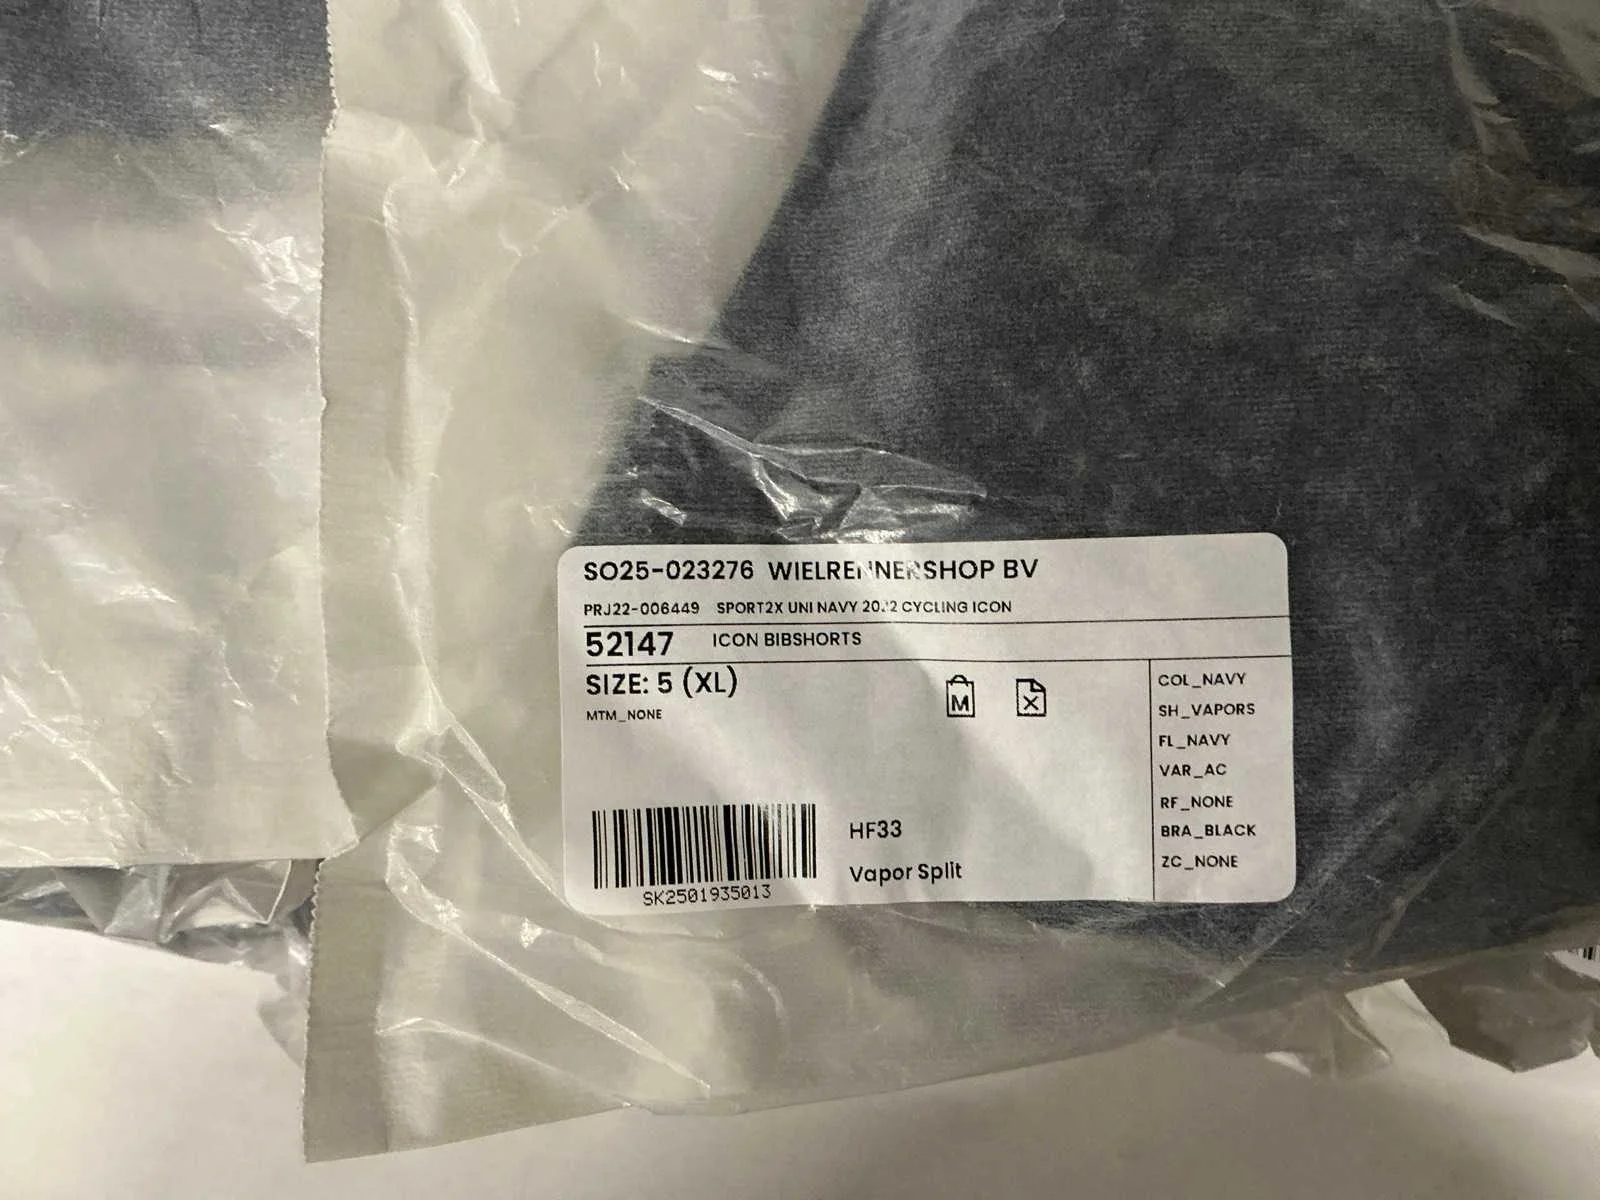 SO25-023276 WIELRENNERSHOP BV
PRJ22-006449 SPORT2X UNI NAVY 2022 CYCLING ICON
52147 ICON BIBSHORTS
SIZE: 5 (XL)
MTM_NONE
M X
COL_NAVY
SH_VAPORS
FL_NAVY
VAR_AC
RF_NONE
BRA_BLACK
ZC_NONE
HF33
Vapor Split
SK2501935013